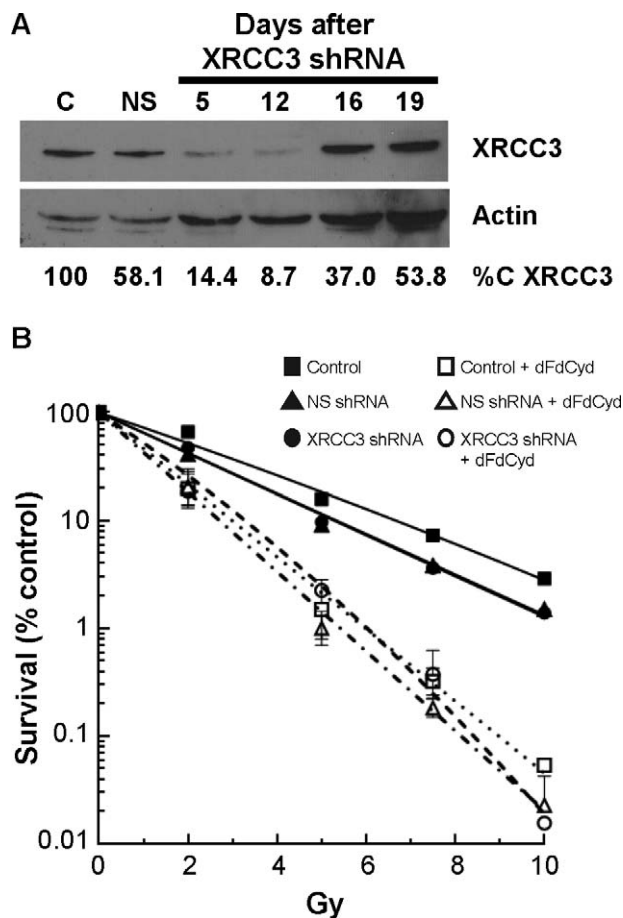 A
Days after
XRCC3 shRNA
C NS 5 12 16 19
XRCC3
Actin
100 58.1 14.4 8.7 37.0 53.8 %C XRCC3
B
Control
Control + dFdCyd
NS shRNA
NS shRNA + dFdCyd
XRCC3 shRNA
XRCC3 shRNA
+ dFdCyd
Survival (% control)
100
10
1
0.1
0.01
0 2 4 6 8 10
Gy